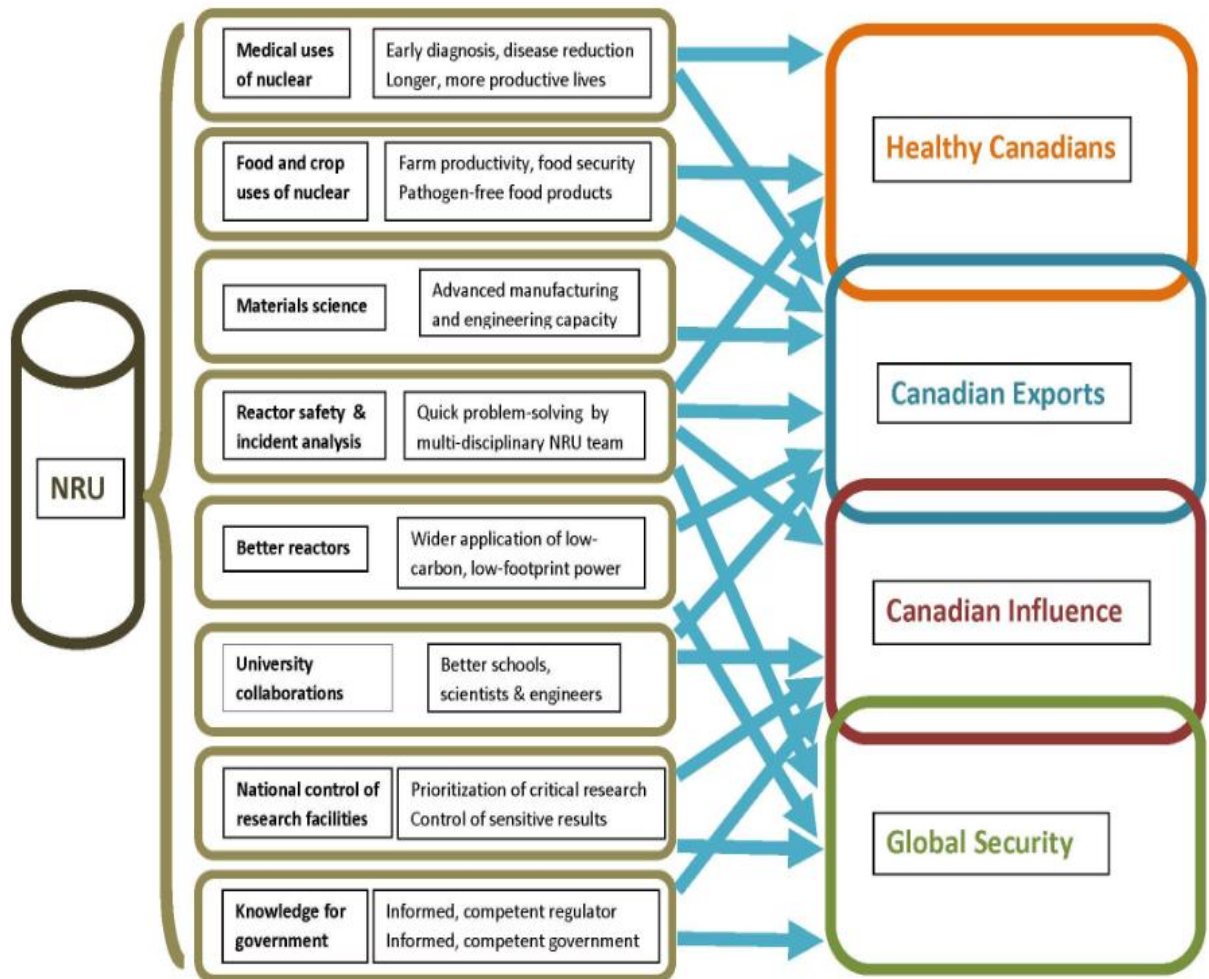 NRU
Medical uses
of nuclear
Early diagnosis, disease reduction
Longer, more productive lives
Food and crop
uses of nuclear
Farm productivity, food security
Pathogen-free food products
Materials science
Advanced manufacturing
and engineering capacity
Reactor safety &
incident analysis
Quick problem-solving by
multi-disciplinary NRU team
Better reactors
Wider application of low-
carbon, low-footprint power
University
collaborations
Better schools,
scientists & engineers
National control of
research facilities
Prioritization of critical research
Control of sensitive results
Knowledge for
government
Informed, competent regulator
Informed, competent government
Healthy Canadians
Canadian Exports
Canadian Influence
Global Security